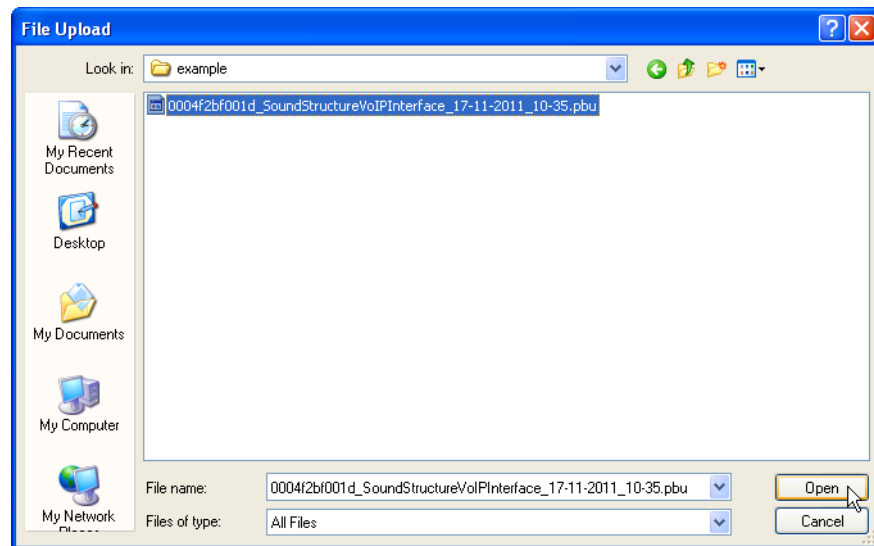 File Upload
Look in:
example
0004f2bf001d_SoundStructureVoIPInterface_17-11-2011_10-35.pbu
My Recent
Documents
Desktop
My Documents
My Computer
My Network
File name:
0004f2bf001d_SoundStructureVoIPInterface_17-11-2011_10-35.pbu
Open
Files of type:
All Files
Cancel